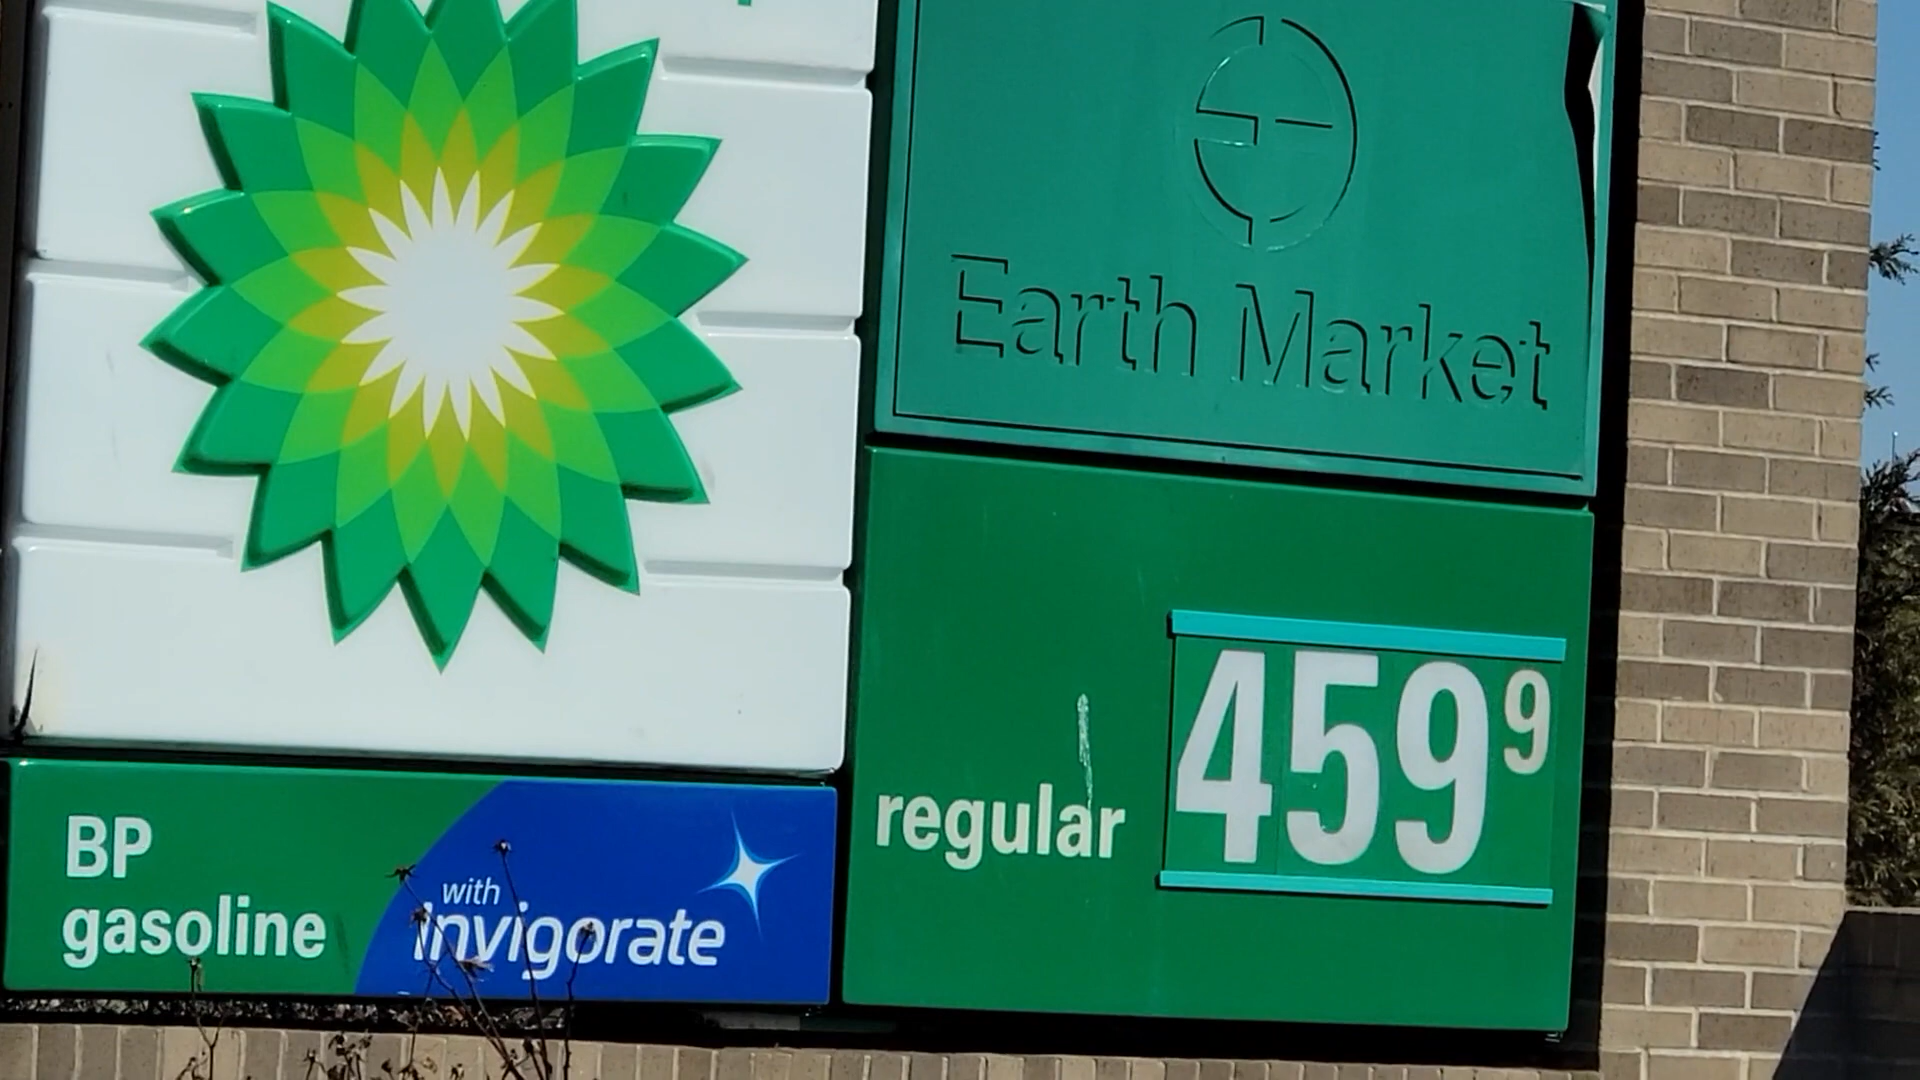 Earth Market
regular 459 9
BP
gasoline
with
invigorate